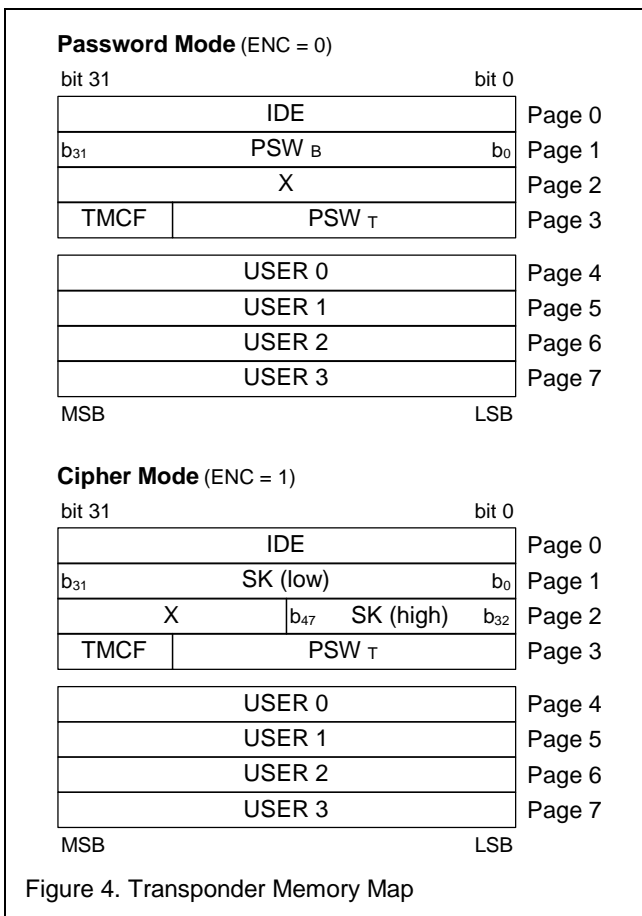 Password Mode (ENC = 0)
bit 31 bit 0
IDE Page 0
b31 PSW B b0 Page 1
X Page 2
TMCF PSW T Page 3
USER 0 Page 4
USER 1 Page 5
USER 2 Page 6
USER 3 Page 7
MSB LSB
Cipher Mode (ENC = 1)
bit 31 bit 0
IDE Page 0
b31 SK (low) b0 Page 1
X b47 SK (high) b32 Page 2
TMCF PSW T Page 3
USER 0 Page 4
USER 1 Page 5
USER 2 Page 6
USER 3 Page 7
MSB LSB
Figure 4. Transponder Memory Map